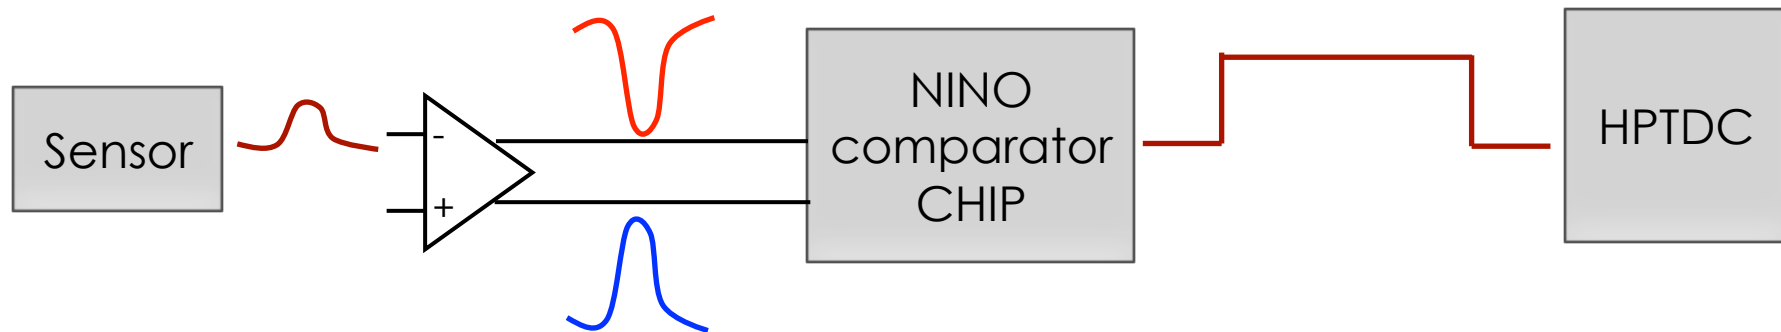 Sensor
-
+
NINO
comparator
CHIP
HPTDC